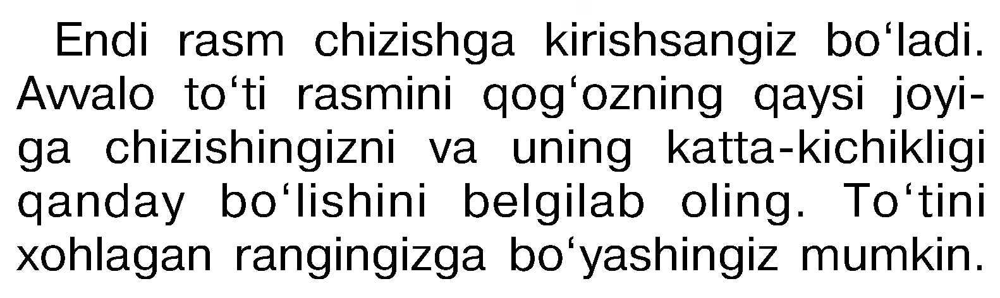 Endi rasm chizishga kirishsangiz bo‘ladi.
Avvalo to‘ti rasmini qog‘ozning qaysi joyi-
ga chizishingizni va uning katta-kichikligi
qanday bo‘lishini belgilab oling. To‘tini
xohlagan rangingizga bo‘yashingiz mumkin.